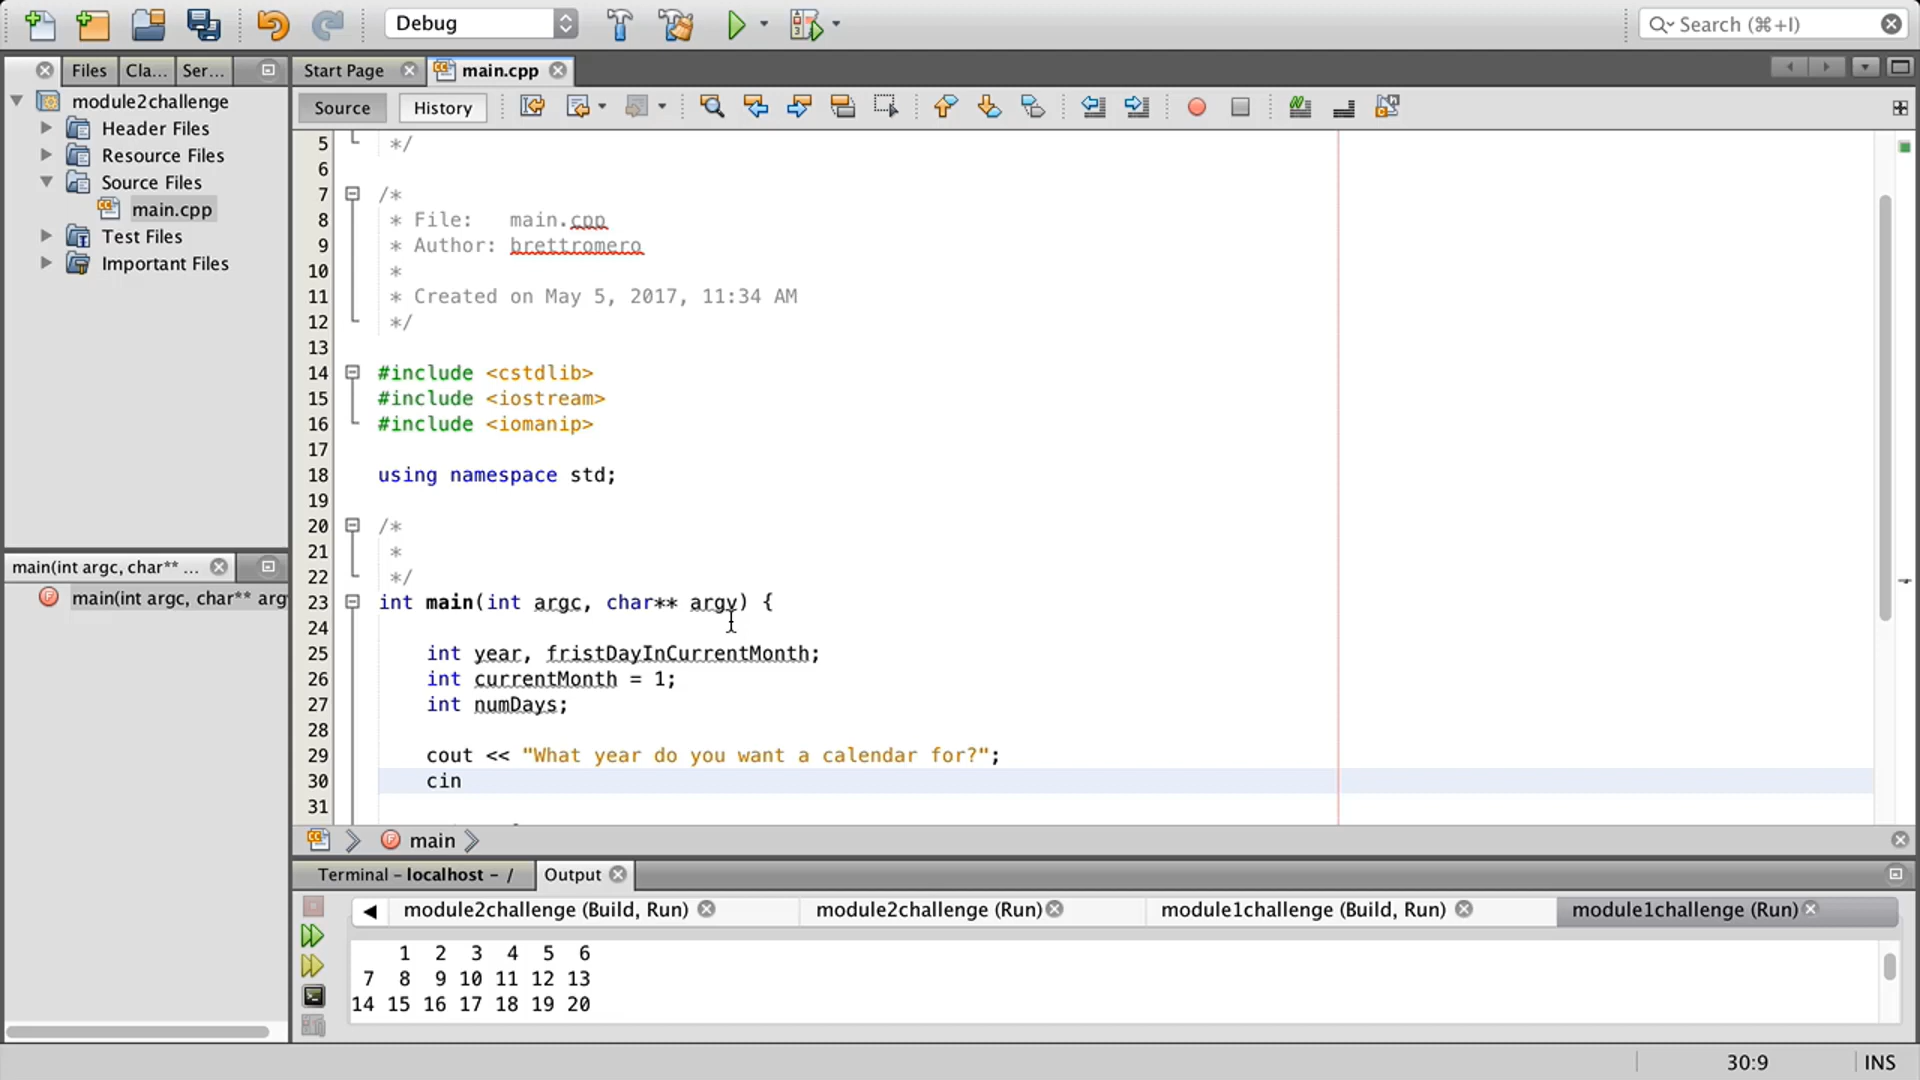 Debug
Search (⌘+I)
Files Cla... Ser...
Start Page main.cpp
module2challenge
Header Files
Resource Files
Source Files
main.cpp
Test Files
Important Files
main(int argc, char** ...
main(int argc, char** arg
Source History
5 */
6
7 /*
8 * File: main.cpp
9 * Author: brettromero
10 *
11 * Created on May 5, 2017, 11:34 AM
12 */
13
14 #include <cstdlib>
15 #include <iostream>
16 #include <iomanip>
17
18 using namespace std;
19
20 /*
21 *
22 */
23 int main(int argc, char** argv) {
24
25 int year, fristDayInCurrentMonth;
26 int currentMonth = 1;
27 int numDays;
28
29 cout << "What year do you want a calendar for?";
30 cin
31
main
Terminal - localhost - / Output
module2challenge (Build, Run) module2challenge (Run) module1challenge (Build, Run) module1challenge (Run)
1 2 3 4 5 6
7 8 9 10 11 12 13
14 15 16 17 18 19 20
30:9 INS